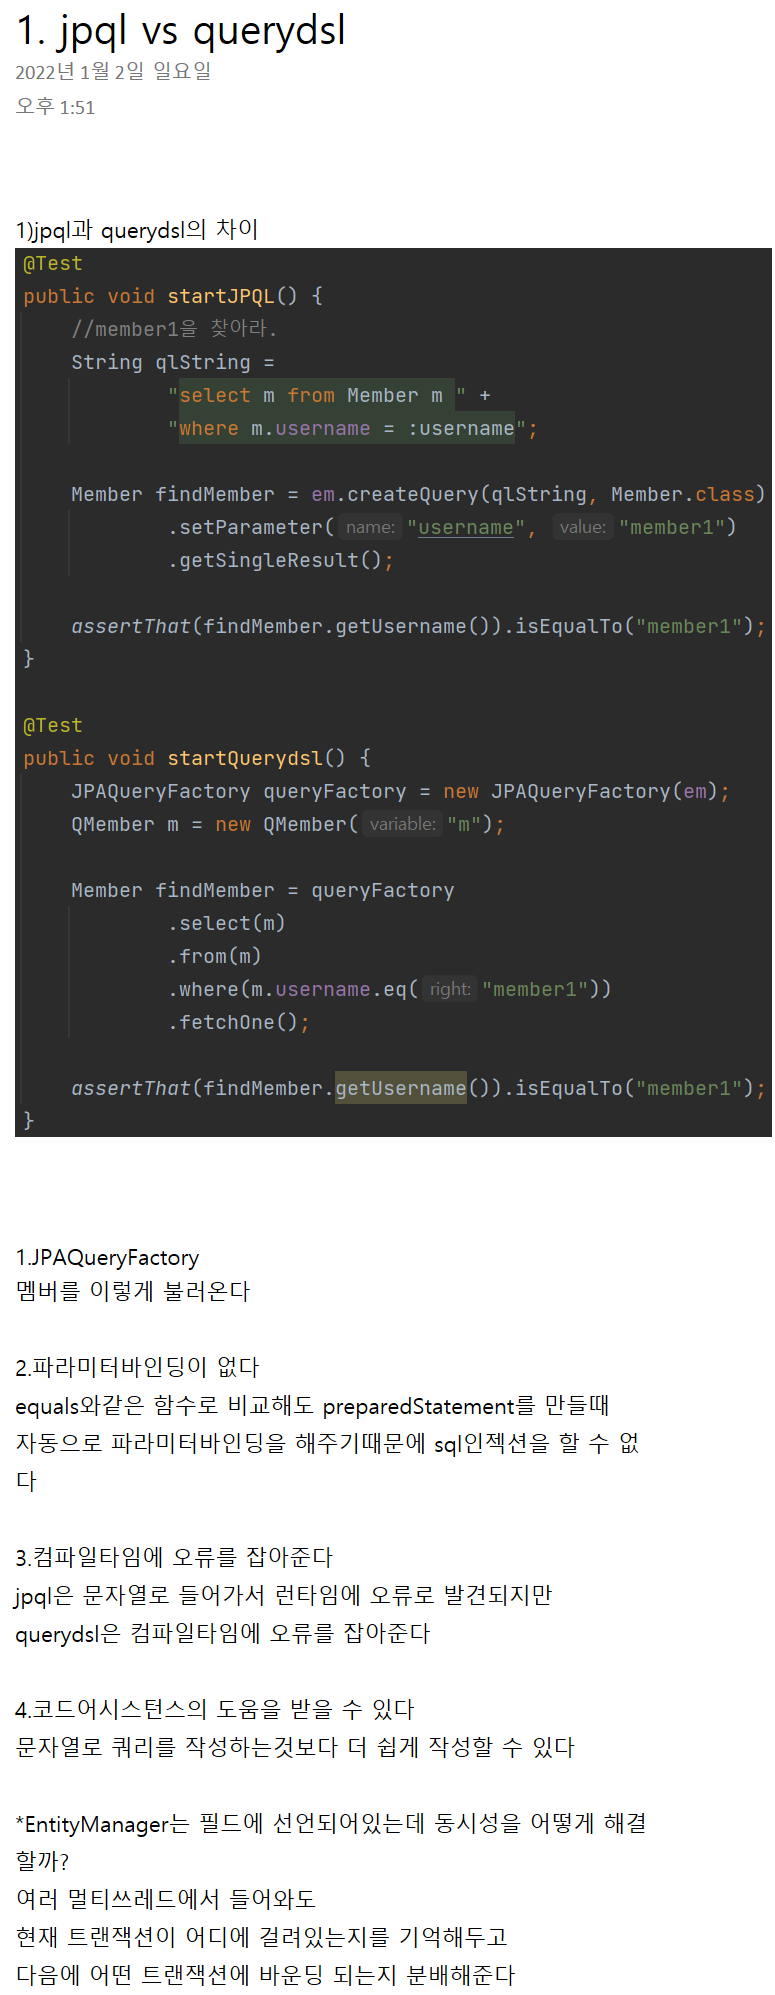 1. jpql vs querydsl
2022년 1월 2일 일요일
오후 1:51
1)jpql과 querydsl의 차이
@Test
public void startJPQL() {
//member1을 찾아라.
String qlString =
"select m from Member m " +
"where m.username = :username";
Member findMember = em.createQuery(qlString, Member.class)
.setParameter( name: "username", value: "member1")
.getSingleResult();
assertThat(findMember.getUsername()).isEqualTo("member1");
}
@Test
public void startQuerydsl() {
JPAQueryFactory queryFactory = new JPAQueryFactory(em);
QMember m = new QMember( variable: "m");
Member findMember = queryFactory
.select(m)
.from(m)
.where(m.username.eq( right: "member1"))
.fetchOne();
assertThat(findMember.getUsername()).isEqualTo("member1");
}
1.JPAQueryFactory
멤버를 이렇게 불러온다
2.파라미터바인딩이 없다
equals와같은 함수로 비교해도 preparedStatement를 만들때
자동으로 파라미터바인딩을 해주기때문에 sql인젝션을 할 수 없
다
3.컴파일타임에 오류를 잡아준다
jpql은 문자열로 들어가서 런타임에 오류로 발견되지만
querydsl은 컴파일타임에 오류를 잡아준다
4.코드어시스턴스의 도움을 받을 수 있다
문자열로 쿼리를 작성하는것보다 더 쉽게 작성할 수 있다
*EntityManager는 필드에 선언되어있는데 동시성을 어떻게 해결
할까?
여러 멀티쓰레드에서 들어와도
현재 트랜잭션이 어디에 걸려있는지를 기억해두고
다음에 어떤 트랜잭션에 바운딩 되는지 분배해준다